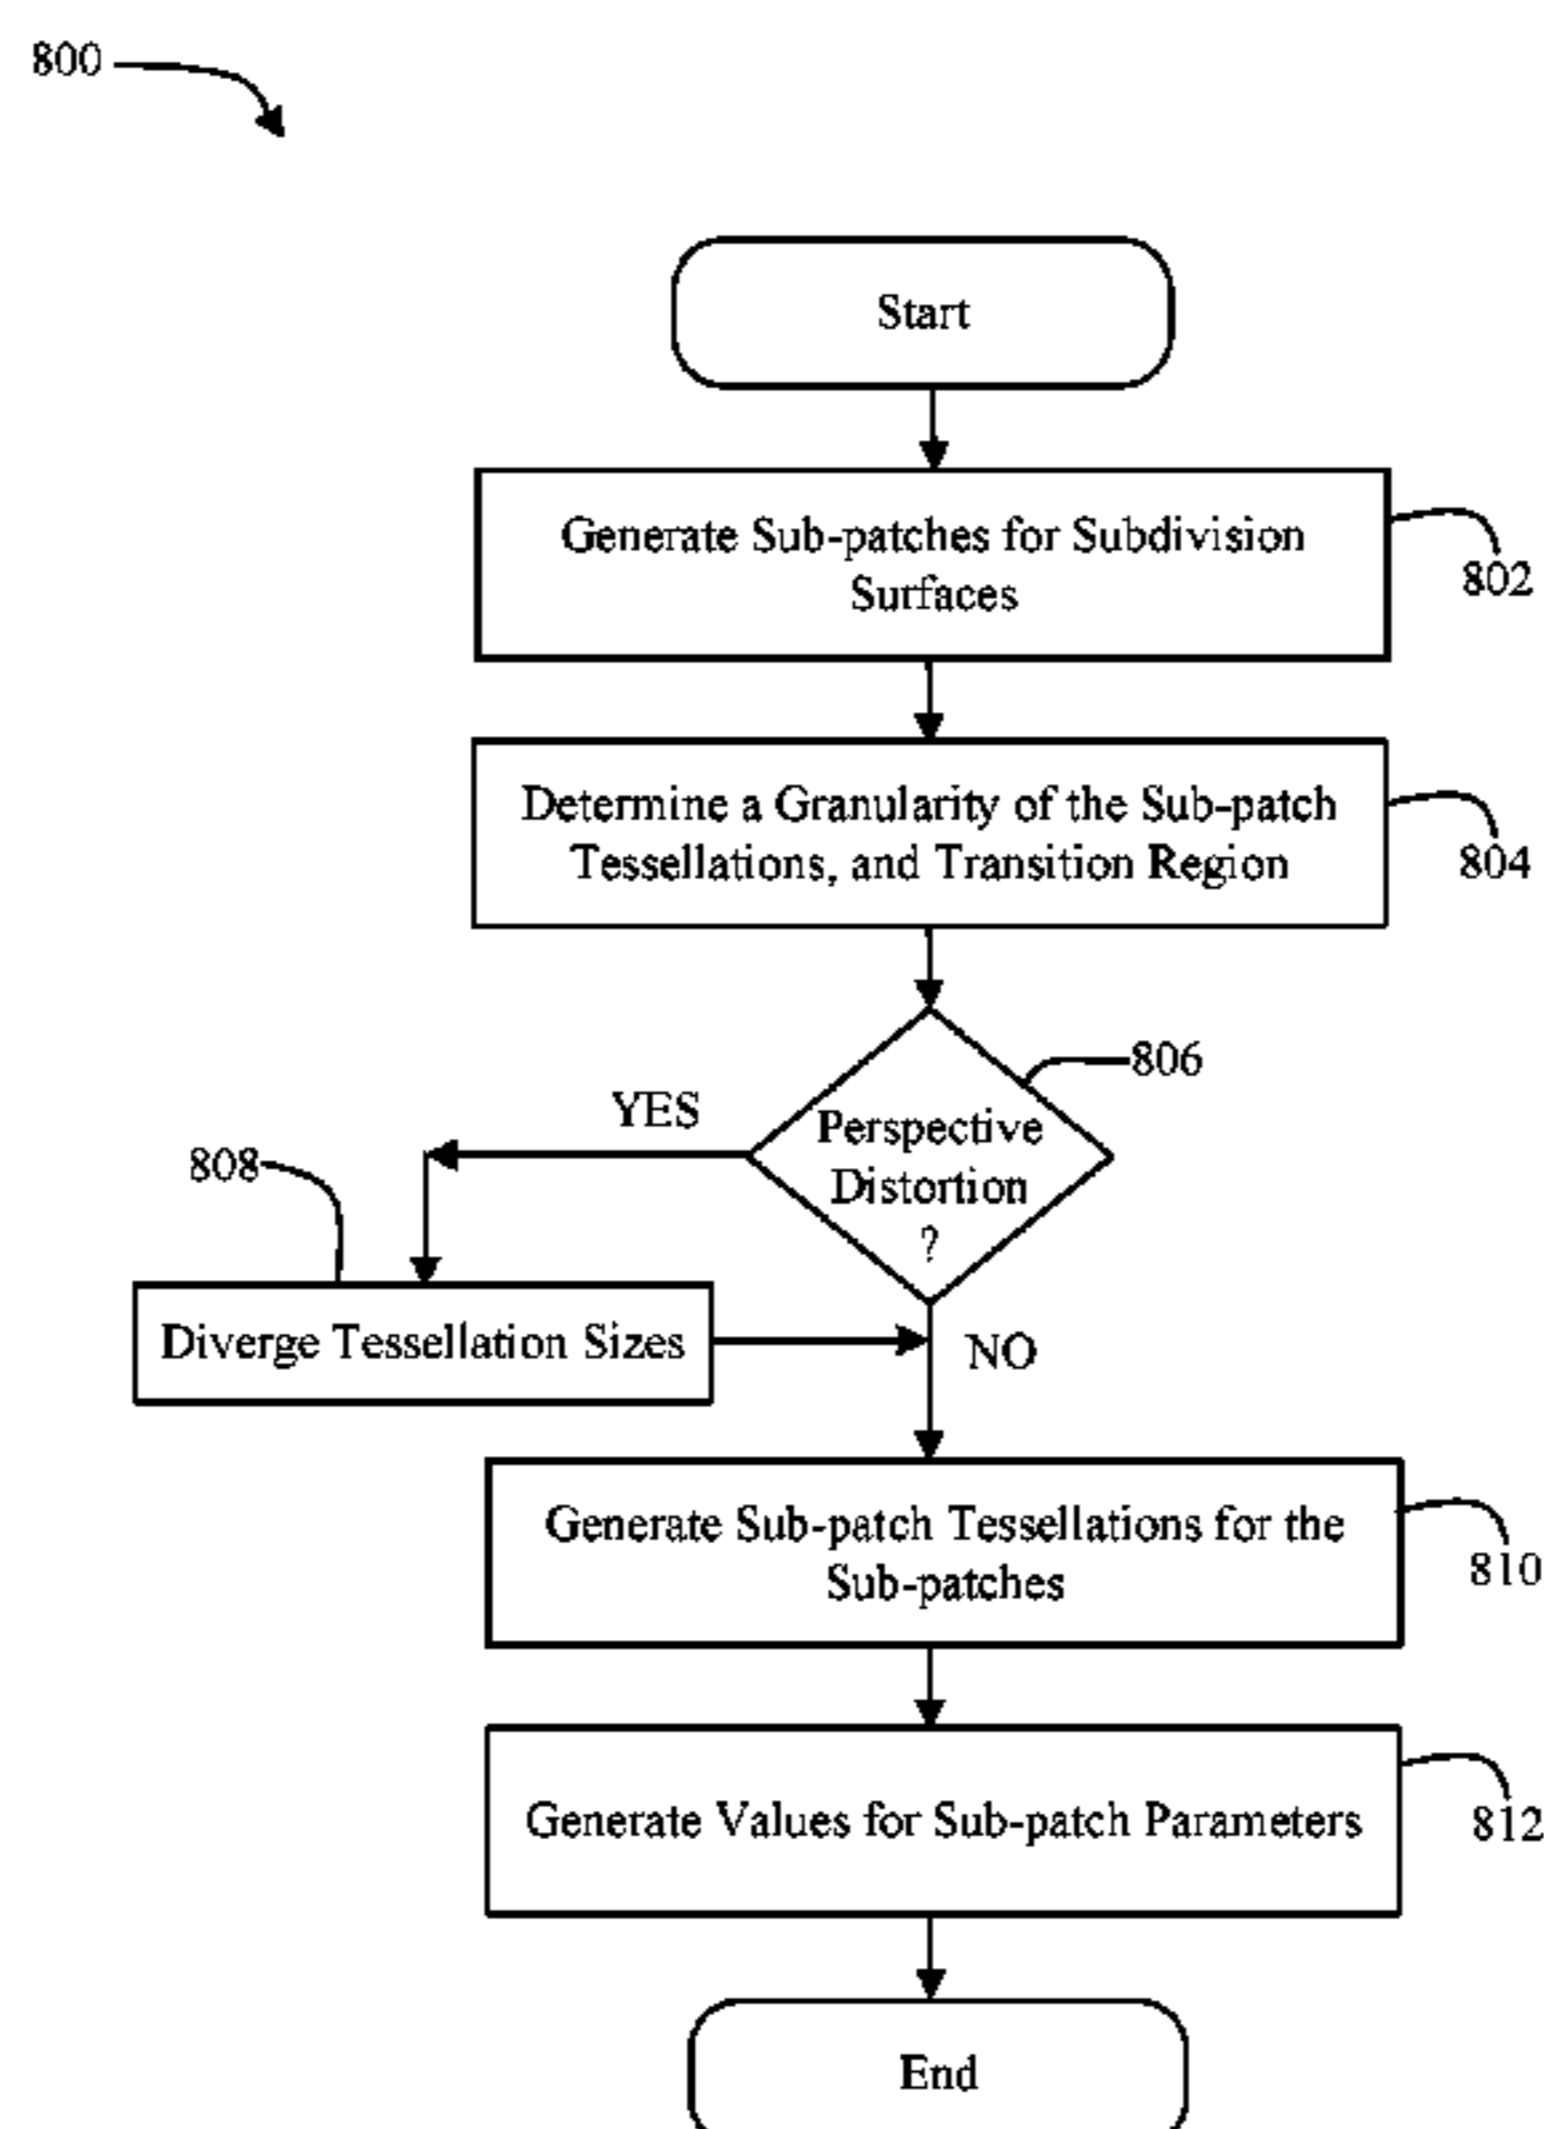 800
Start
Generate Sub-patches for Subdivision
Surfaces
802
Determine a Granularity of the Sub-patch
Tessellations, and Transition Region
804
806
YES
Perspective
Distortion
?
808
Diverge Tessellation Sizes
NO
Generate Sub-patch Tessellations for the
Sub-patches
810
Generate Values for Sub-patch Parameters
812
End